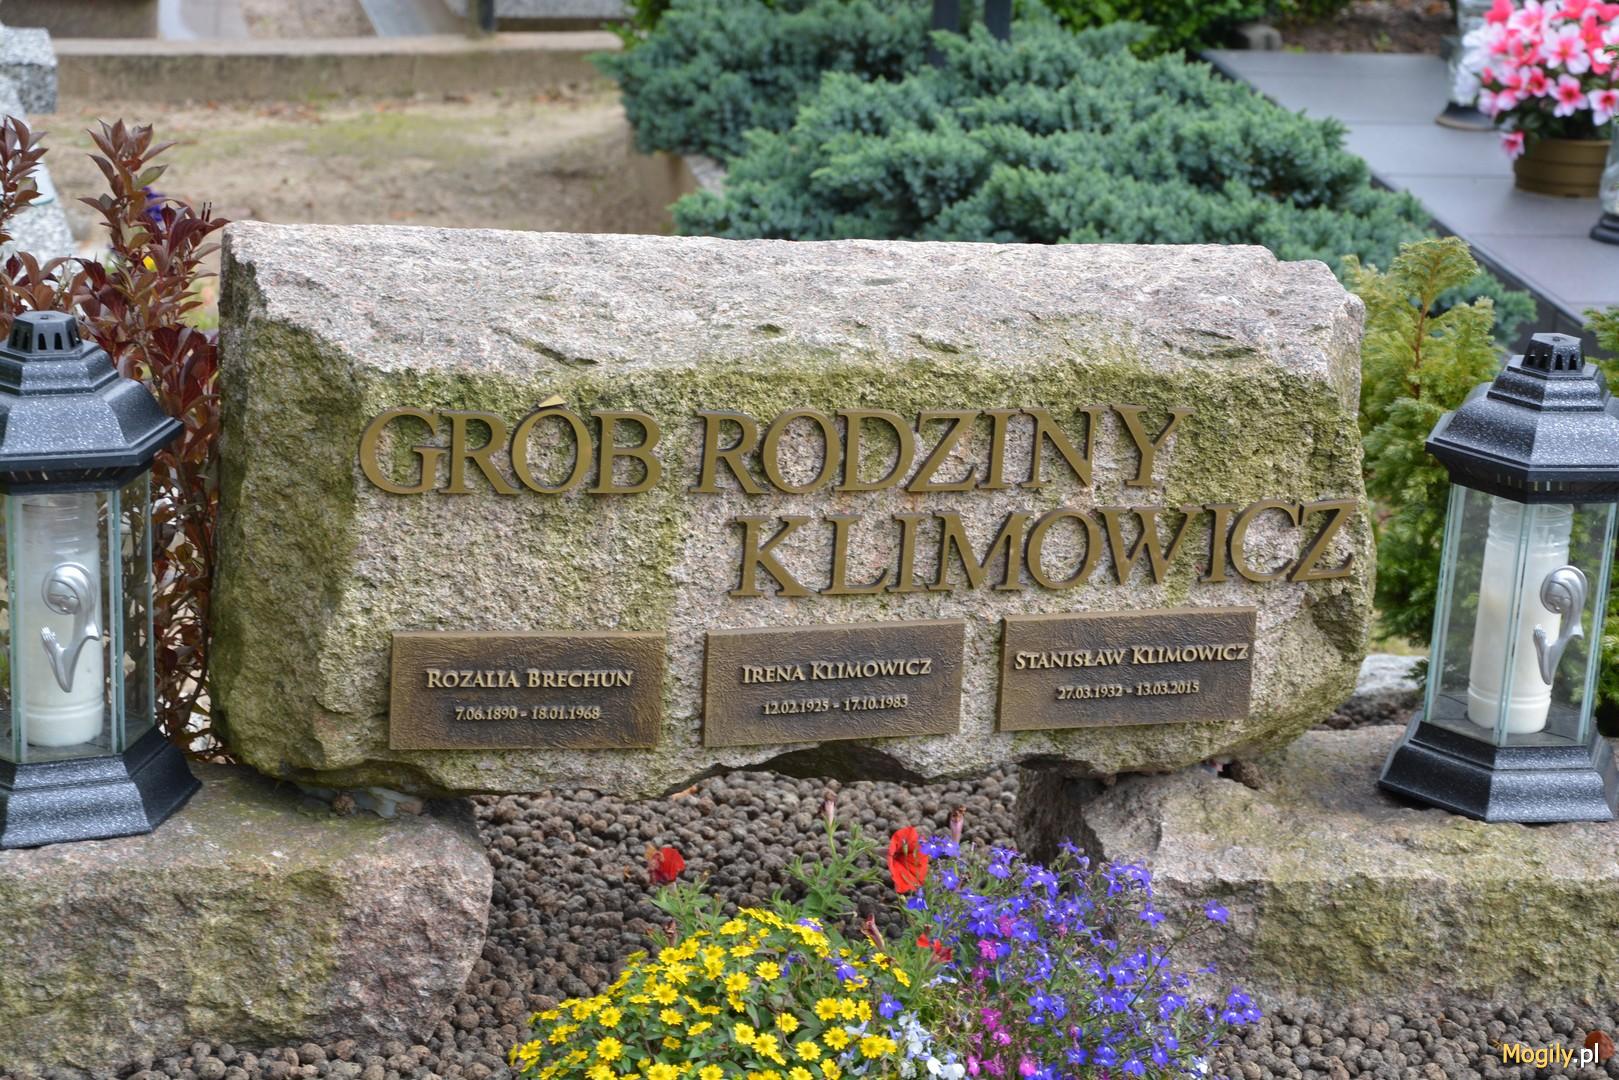 GRÓB RODZINY
KLIMOWICZ
ROZALIA BRECHUN
7.06.1890 - 18.01.1968
IRENA KLIMOWICZ
12.02.1925 - 17.10.1983
STANISŁAW KLIMOWICZ
27.03.1932 - 13.03.2015
Mogily.pl